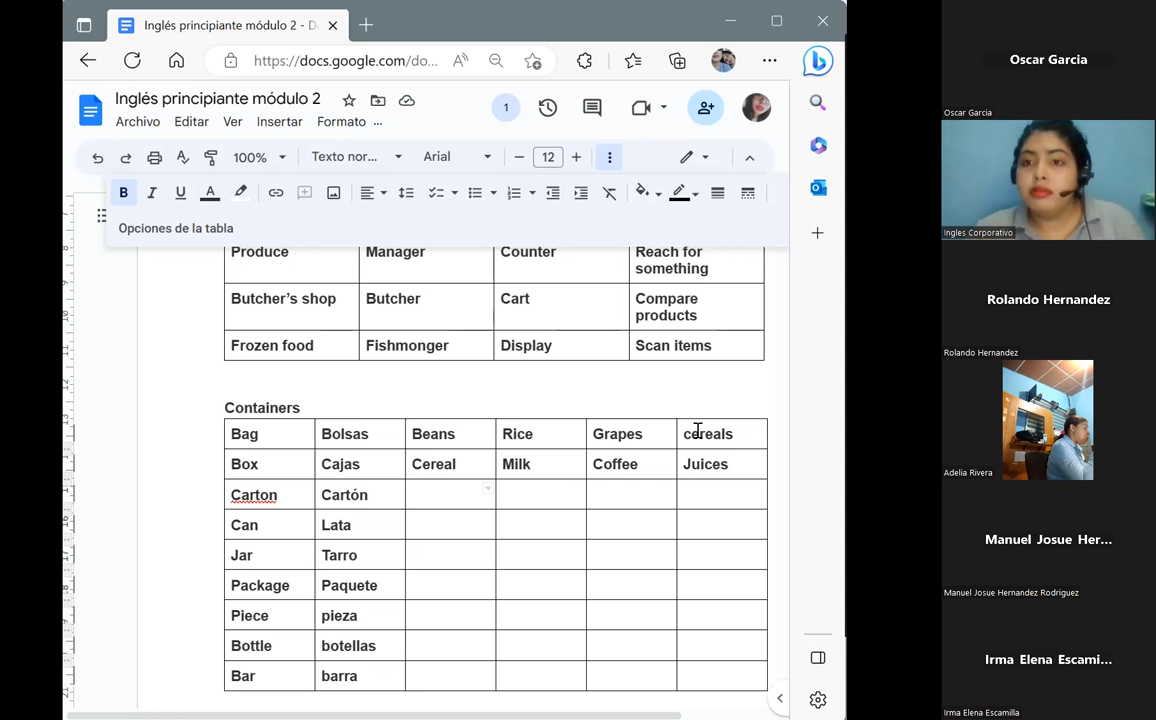 Inglés principiante módulo 2 - D
https://docs.google.com/do...
Inglés principiante módulo 2
1
Archivo Editar Ver Insertar Formato ...
100% Texto nor... Arial 12
Opciones de la tabla
Produce Manager Counter Reach for something
Butcher's shop Butcher Cart Compare products
Frozen food Fishmonger Display Scan items
Containers
Bag Bolsas Beans Rice Grapes cereals
Box Cajas Cereal Milk Coffee Juices
Carton Cartón
Can Lata
Jar Tarro
Package Paquete
Piece pieza
Bottle botellas
Bar barra
Oscar Garcia
Oscar Garcia
Ingles Corporativo
Rolando Hernandez
Rolando Hernandez
Adelia Rivera
Manuel Josue Her...
Manuel Josue Hernandez Rodriguez
Irma Elena Escami...
Irma Elena Escamilla